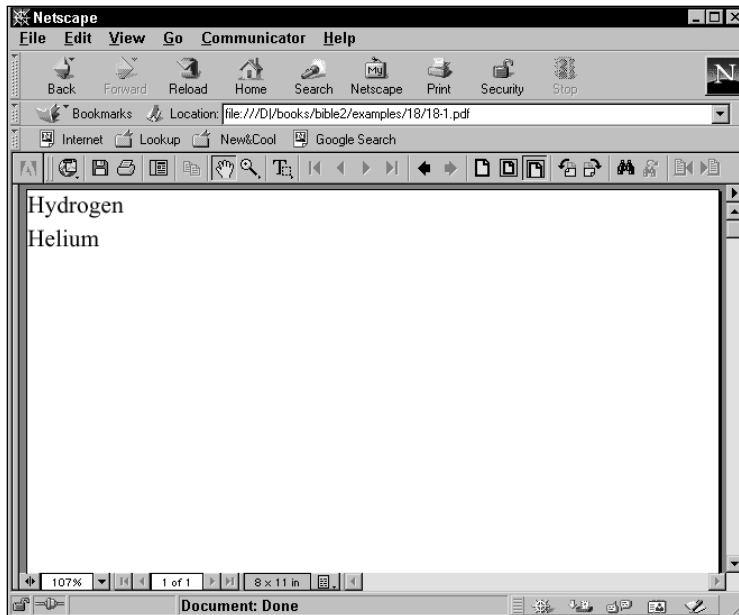 Netscape
File Edit View Go Communicator Help
Back Forward Reload Home Search Netscape Print Security Stop
Bookmarks Location: file:///D|/books/bible2/examples/18/18-1.pdf
Internet Lookup New&Cool Google Search
Hydrogen
Helium
107% 1 of 1 8 x 11 in
Document: Done